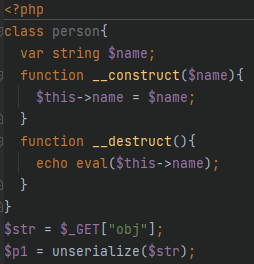 <?php
class person{
var string $name;
function __construct($name){
$this->name = $name;
}
function __destruct(){
echo eval($this->name);
}
}
$str = $_GET["obj"];
$p1 = unserialize($str);